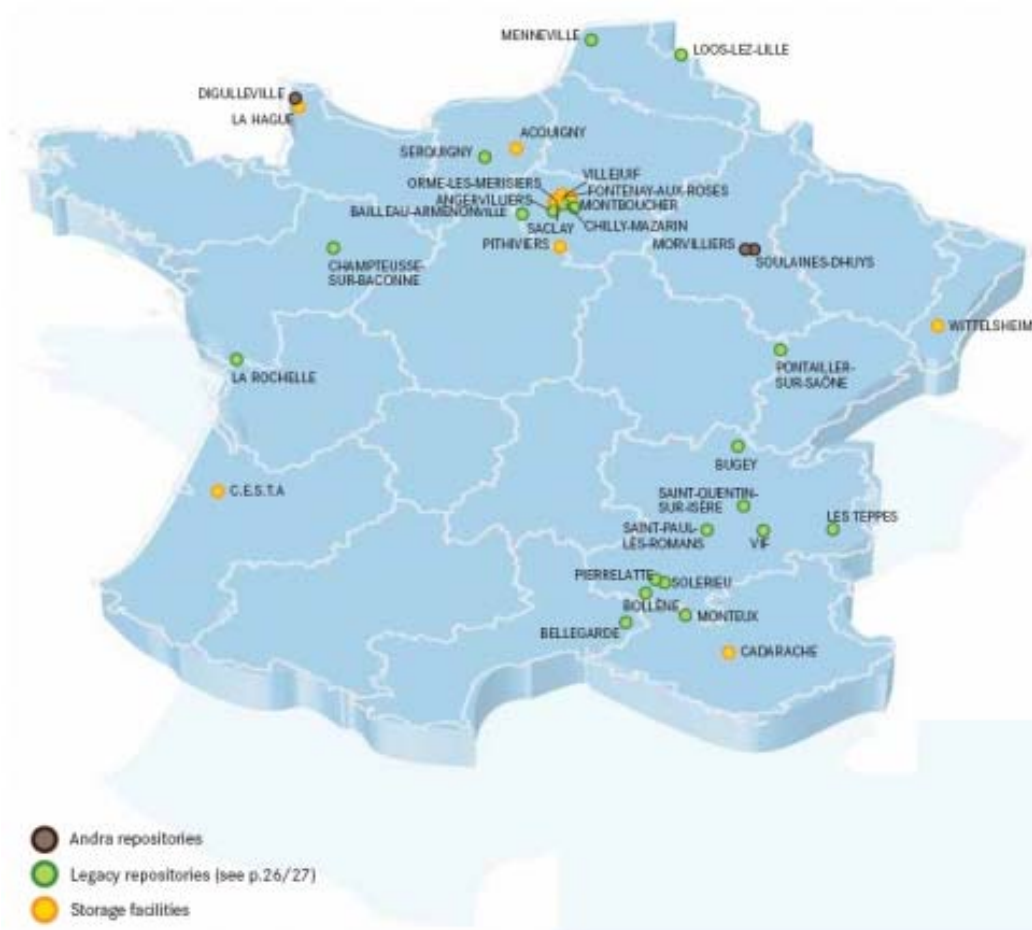 MENNEVILLE
LOOS-LEZ-LILLE
DIGULLEVILLE
LA HAGUE
ACQUIGNY
SERQUIGNY
VILLEJUIF
ORME-LES-MERISIERS
FONTENAY-AUX-ROSES
ANGERVILLIERS
MONTBOUCHER
BAILLEAU-ARMENONVILLE
CHILLY-MAZARIN
SACLAY
PITHIVIERS
MORVILLIERS
SOULAINES-DHUYS
CHAMPTEUSSE-
SUR-BACONNE
WITTELSHEIM
LA ROCHELLE
PONTAILLER-
SUR-SAÔNE
BUGEY
C.E.S.T.A
SAINT-QUENTIN-
SUR-ISÈRE
LES TEPPES
SAINT-PAUL-
LÈS-ROMANS
VIF
PIERRELATTE
SOLERIEU
BOLLÈNE
MONTEUX
BELLEGARDE
CADARACHE
Andra repositories
Legacy repositories (see p.26/27)
Storage facilities